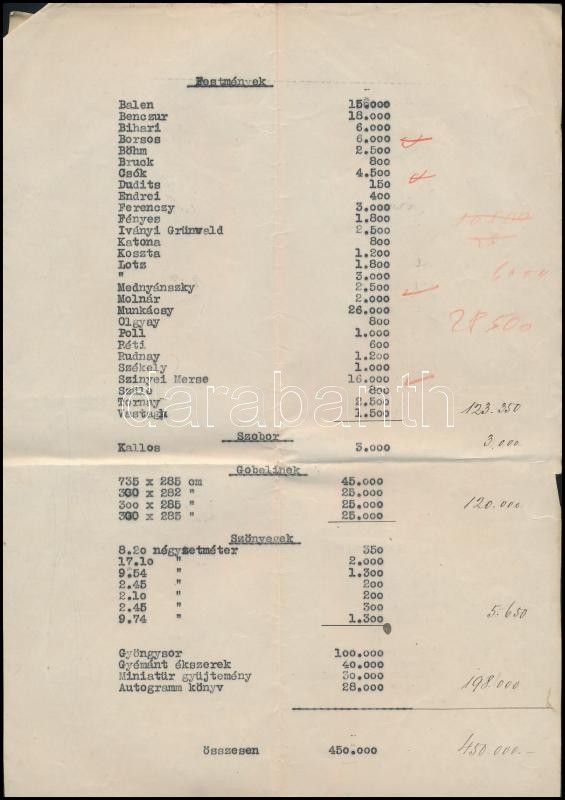 Festmények
Balen 15.000
Benczur 18.000
Bihari 6.000
Borsos 6.000
Böhm 2.500
Bruck 800
Csók 4.500
Dudits 150
Endrei 400
Ferenczy 3.000
Fényes 1.800
Iványi Grünwald 2.500
Katona 800
Koszta 1.200
Lotz 1.800
" 3.000
Mednyánszky 2.500
Molnár 2.000
Munkácsy 26.000
Olgyay 800
Poll 1.000
Réti 600
Rudnay 1.200
Székely 1.000
Szinyei Merse 16.000
Szüle 800
Tornay 2.500
Vastagh 1.500 123.350
6000
28500
darabanth
Szobor
Kallos 3.000 3.000
Gobelinek
735 x 285 cm 45.000
300 x 282 " 25.000
300 x 285 " 25.000
300 x 285 " 25.000 120.000
Szőnyegek
8.20 négyzetméter 350
17.10 " 2.000
9.54 " 1.300
2.45 " 200
2.10 " 200
2.45 " 300
9.74 " 1.300 5.650
Gyöngysor 100.000
Gyémánt ékszerek 40.000
Miniatür gyüjtemény 30.000
Autogramm könyv 28.000 198.000
összesen 450.000 450.000.-